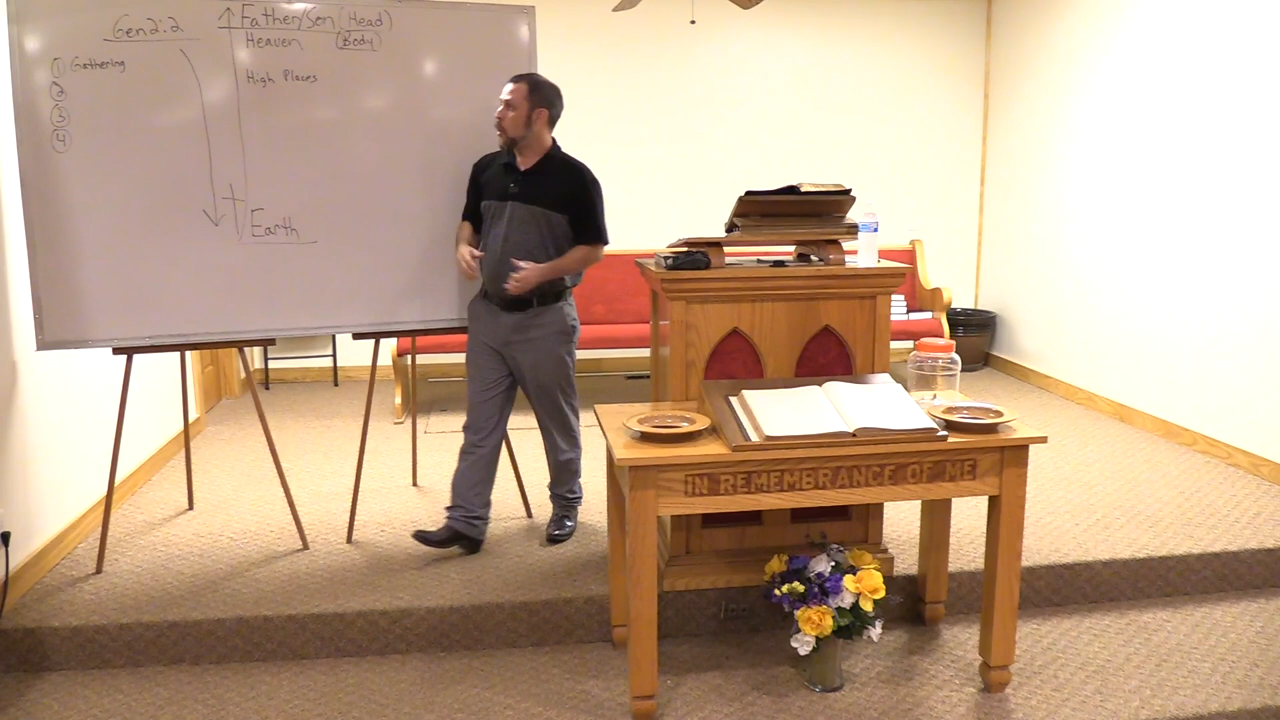 Gen 2:2
① Gathering
②
③
④
↑ Father/Son (Head)
Heaven (Body)
High Places
Earth
IN REMEMBRANCE OF ME